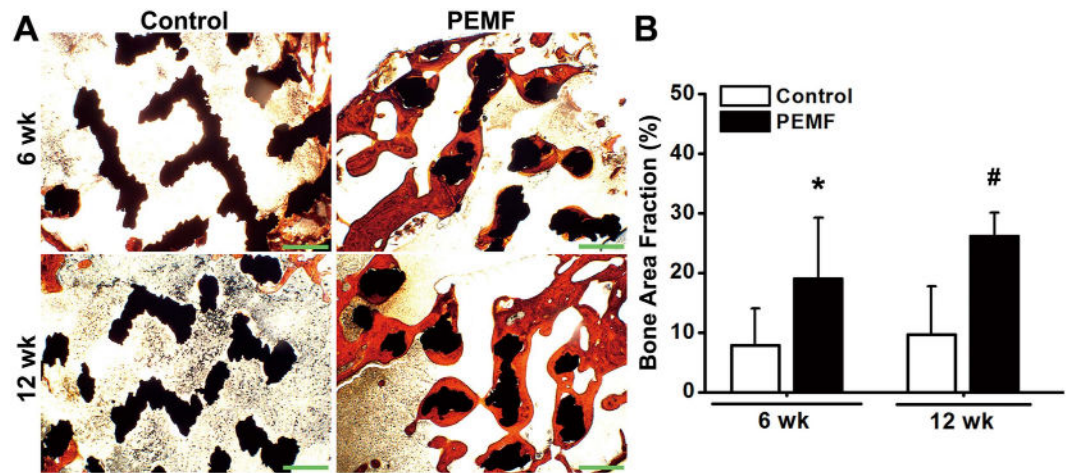 A
Control
PEMF
6 wk
12 wk
B
Bone Area Fraction (%)
50
40
30
20
10
0
Control
PEMF
*
#
6 wk
12 wk